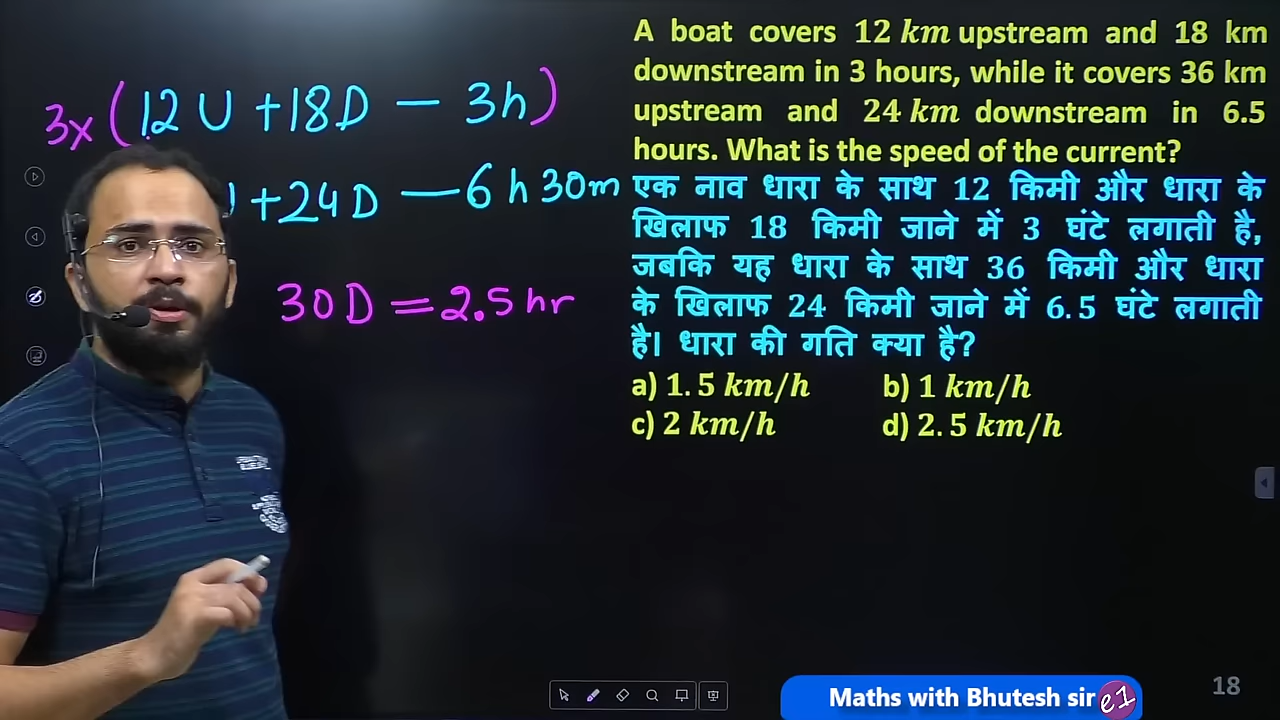 3x (12U + 18D — 3h)
+24D — 6h 30m
30D = 2.5 hr
A boat covers 12 km upstream and 18 km
downstream in 3 hours, while it covers 36 km
upstream and 24 km downstream in 6.5
hours. What is the speed of the current?
एक नाव धारा के साथ 12 किमी और धारा के
खिलाफ 18 किमी जाने में 3 घंटे लगाती है,
जबकि यह धारा के साथ 36 किमी और धारा
के खिलाफ 24 किमी जाने में 6.5 घंटे लगाती
है। धारा की गति क्या है?
a) 1.5 km/h b) 1 km/h
c) 2 km/h d) 2.5 km/h
Maths with Bhutesh sir e1
18